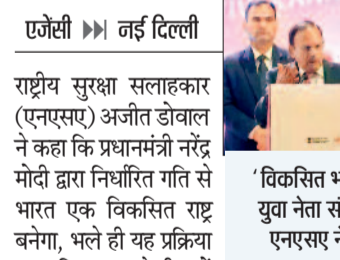 एजेंसी नई दिल्ली
राष्ट्रीय सुरक्षा सलाहकार
(एनएसए) अजीत डोवाल
ने कहा कि प्रधानमंत्री नरेंद्र
मोदी द्वारा निर्धारित गति से
भारत एक विकसित राष्ट्र
बनेगा, भले ही यह प्रक्रिया
'विकसित भ
युवा नेता सं
एनएसए ने